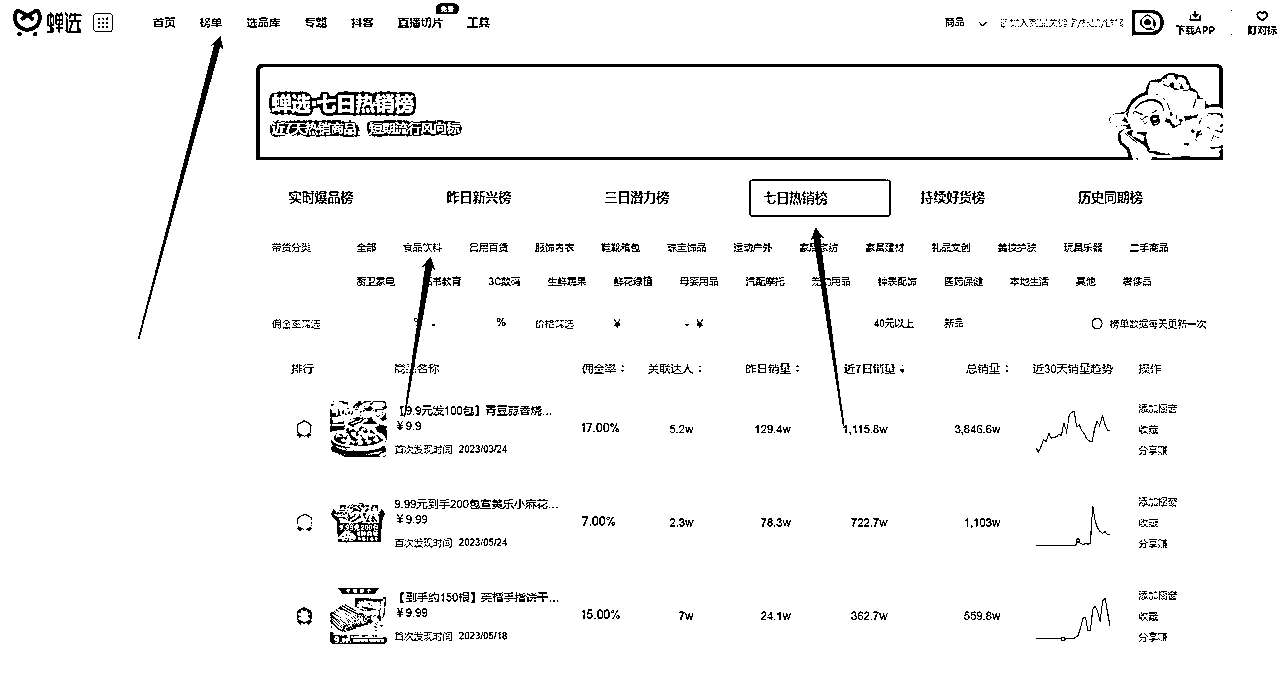 蝉选 首页 榜单 选品库 专题 抖客 直播切片 免费 工具 商品 下载APP
蝉选·七日热销榜
近7天热销商品 短期流行风向标
实时爆品榜 昨日新兴榜 三日潜力榜 七日热销榜 持续好货榜 历史同期榜
带货分类 全部 食品饮料 日用百货 服饰内衣 鞋靴箱包 珠宝饰品 运动户外 家居家纺 家居建材 礼品文创 美妆护肤 玩具乐器 二手商品
厨卫家电 图书教育 3C数码 生鲜蔬果 鲜花绿植 母婴用品 汽配摩托 用品 钟表配饰 医药保健 本地生活 其他 奢侈品
佣金率筛选 % - % 价格筛选 ¥ - ¥ 40元以上 新品 榜单数据每天更新一次
排行 商品名称 佣金率 关联达人 昨日销量 近7日销量 总销量 近30天销量趋势 操作
【9.9元发100包】青豆蒜香烧... 添加橱窗
¥9.9 17.00% 5.2w 129.4w 1,115.8w 3,846.6w 收藏
首次发现时间 2023/03/24 分享赚
9.99元到手200包宣黄乐小麻花... 添加橱窗
¥9.99 7.00% 2.3w 78.3w 722.7w 1,103w 收藏
首次发现时间 2023/05/24 分享赚
【到手约150根】 手指饼干... 添加橱窗
¥9.99 15.00% 7w 24.1w 362.7w 559.8w 收藏
首次发现时间 2023/05/18 分享赚